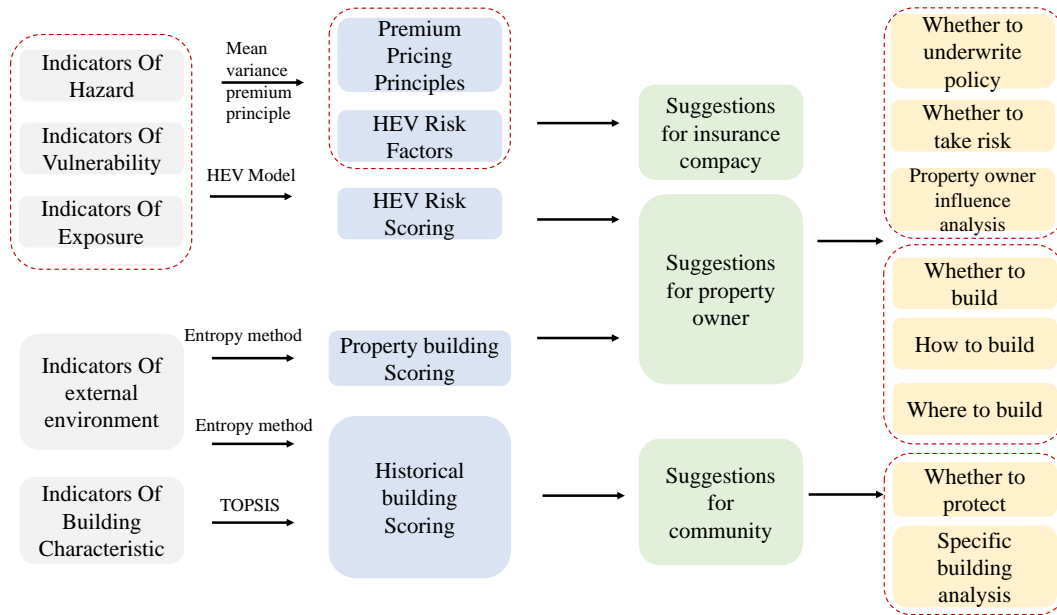 Indicators Of
Hazard
Indicators Of
Vulnerability
Indicators Of
Exposure
Mean
variance
premium
principle
HEV Model
Premium
Pricing
Principles
HEV Risk
Factors
HEV Risk
Scoring
Suggestions
for insurance
compacy
Suggestions
for property
owner
Whether to
underwrite
policy
Whether to
take risk
Property owner
influence
analysis
Whether to
build
How to build
Where to build
Indicators Of
external
environment
Entropy method
Property building
Scoring
Entropy method
Indicators Of
Building
Characteristic
TOPSIS
Historical
building
Scoring
Suggestions
for
community
Whether to
protect
Specific
building
analysis